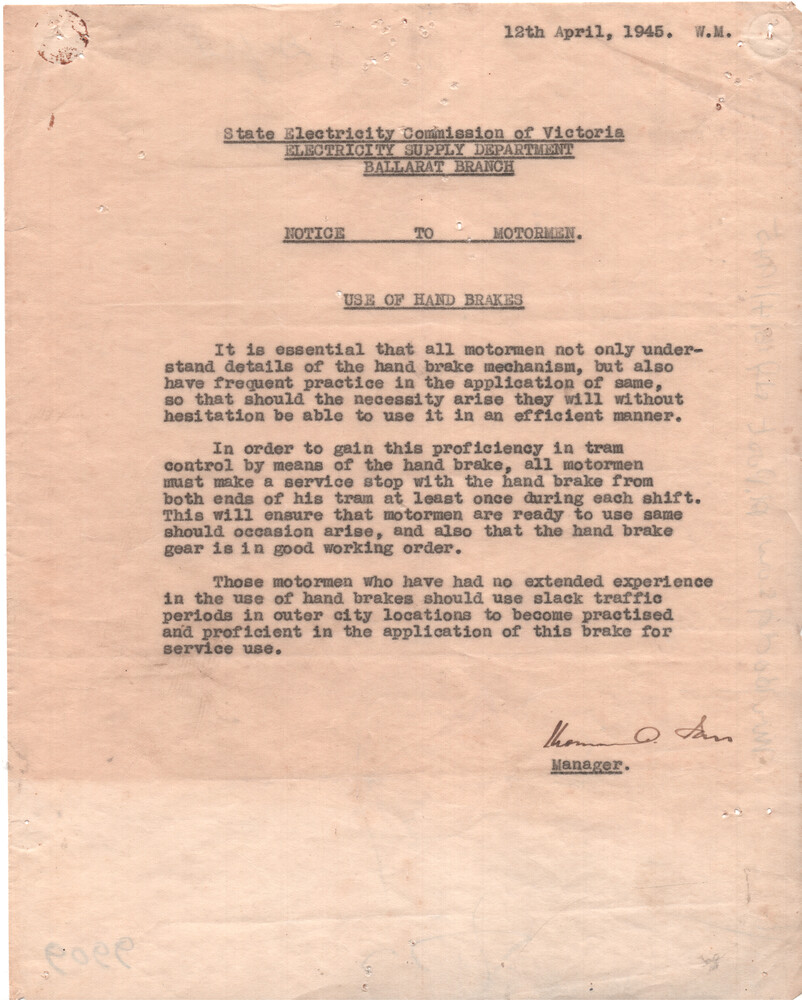 12th April, 1945. W.M.
State Electricity Commission of Victoria
ELECTRICITY SUPPLY DEPARTMENT
BALLARAT BRANCH
NOTICE TO MOTORMEN.
USE OF HAND BRAKES
It is essential that all motormen not only under-
stand details of the hand brake mechanism, but also
have frequent practice in the application of same,
so that should the necessity arise they will without
hesitation be able to use it in an efficient manner.
In order to gain this proficiency in tram
control by means of the hand brake, all motormen
must make a service stop with the hand brake from
both ends of his tram at least once during each shift.
This will ensure that motormen are ready to use same
should occasion arise, and also that the hand brake
gear is in good working order.
Those motormen who have had no extended experience
in the use of hand brakes should use slack traffic
periods in outer city locations to become practised
and proficient in the application of this brake for
service use.
Manager.